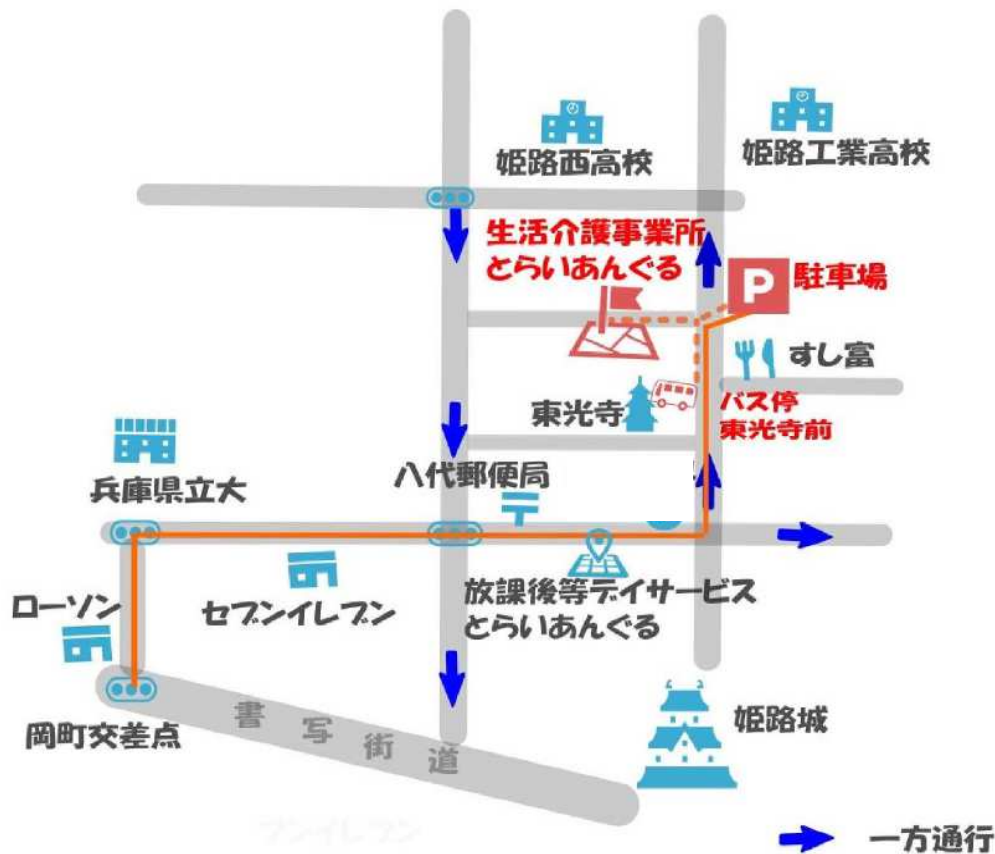 姫路西高校
姫路工業高校
生活介護事業所
とらいあんぐる
P
駐車場
すし富
東光寺
バス停
東光寺前
八代郵便局
兵庫県立大
ローソン
セブンイレブン
放課後等デイサービス
とらいあんぐる
岡町交差点
書写街道
姫路城
一方通行